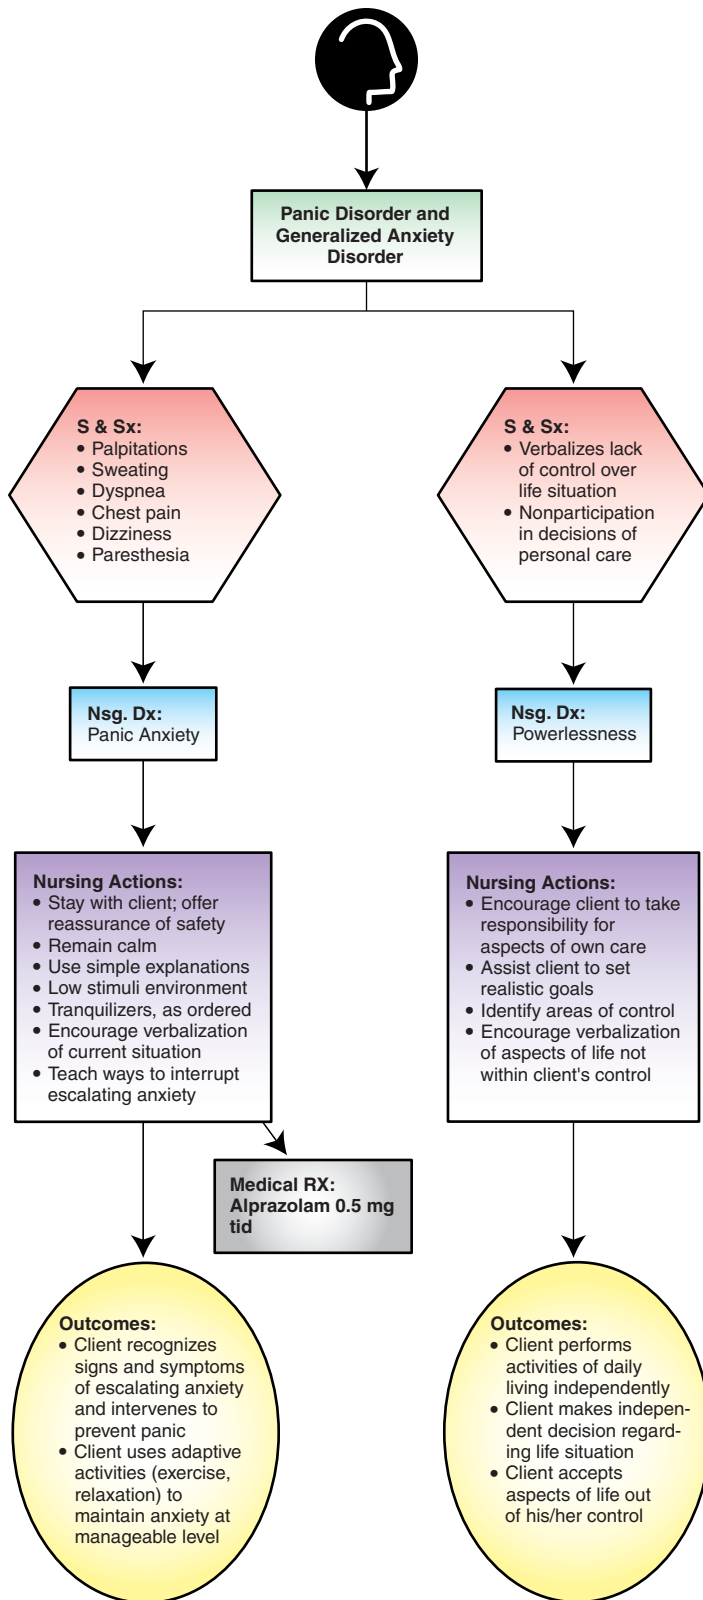 Panic Disorder and
Generalized Anxiety
Disorder
S & Sx:
• Palpitations
• Sweating
• Dyspnea
• Chest pain
• Dizziness
• Paresthesia
S & Sx:
• Verbalizes lack
of control over
life situation
• Nonparticipation
in decisions of
personal care
Nsg. Dx:
Panic Anxiety
Nsg. Dx:
Powerlessness
Nursing Actions:
• Stay with client; offer
reassurance of safety
• Remain calm
• Use simple explanations
• Low stimuli environment
• Tranquilizers, as ordered
• Encourage verbalization
of current situation
• Teach ways to interrupt
escalating anxiety
Nursing Actions:
• Encourage client to take
responsibility for
aspects of own care
• Assist client to set
realistic goals
• Identify areas of control
• Encourage verbalization
of aspects of life not
within client's control
Medical RX:
Alprazolam 0.5 mg
tid
Outcomes:
• Client recognizes
signs and symptoms
of escalating anxiety
and intervenes to
prevent panic
• Client uses adaptive
activities (exercise,
relaxation) to
maintain anxiety at
manageable level
Outcomes:
• Client performs
activities of daily
living independently
• Client makes indepen-
dent decision regard-
ing life situation
• Client accepts
aspects of life out
of his/her control